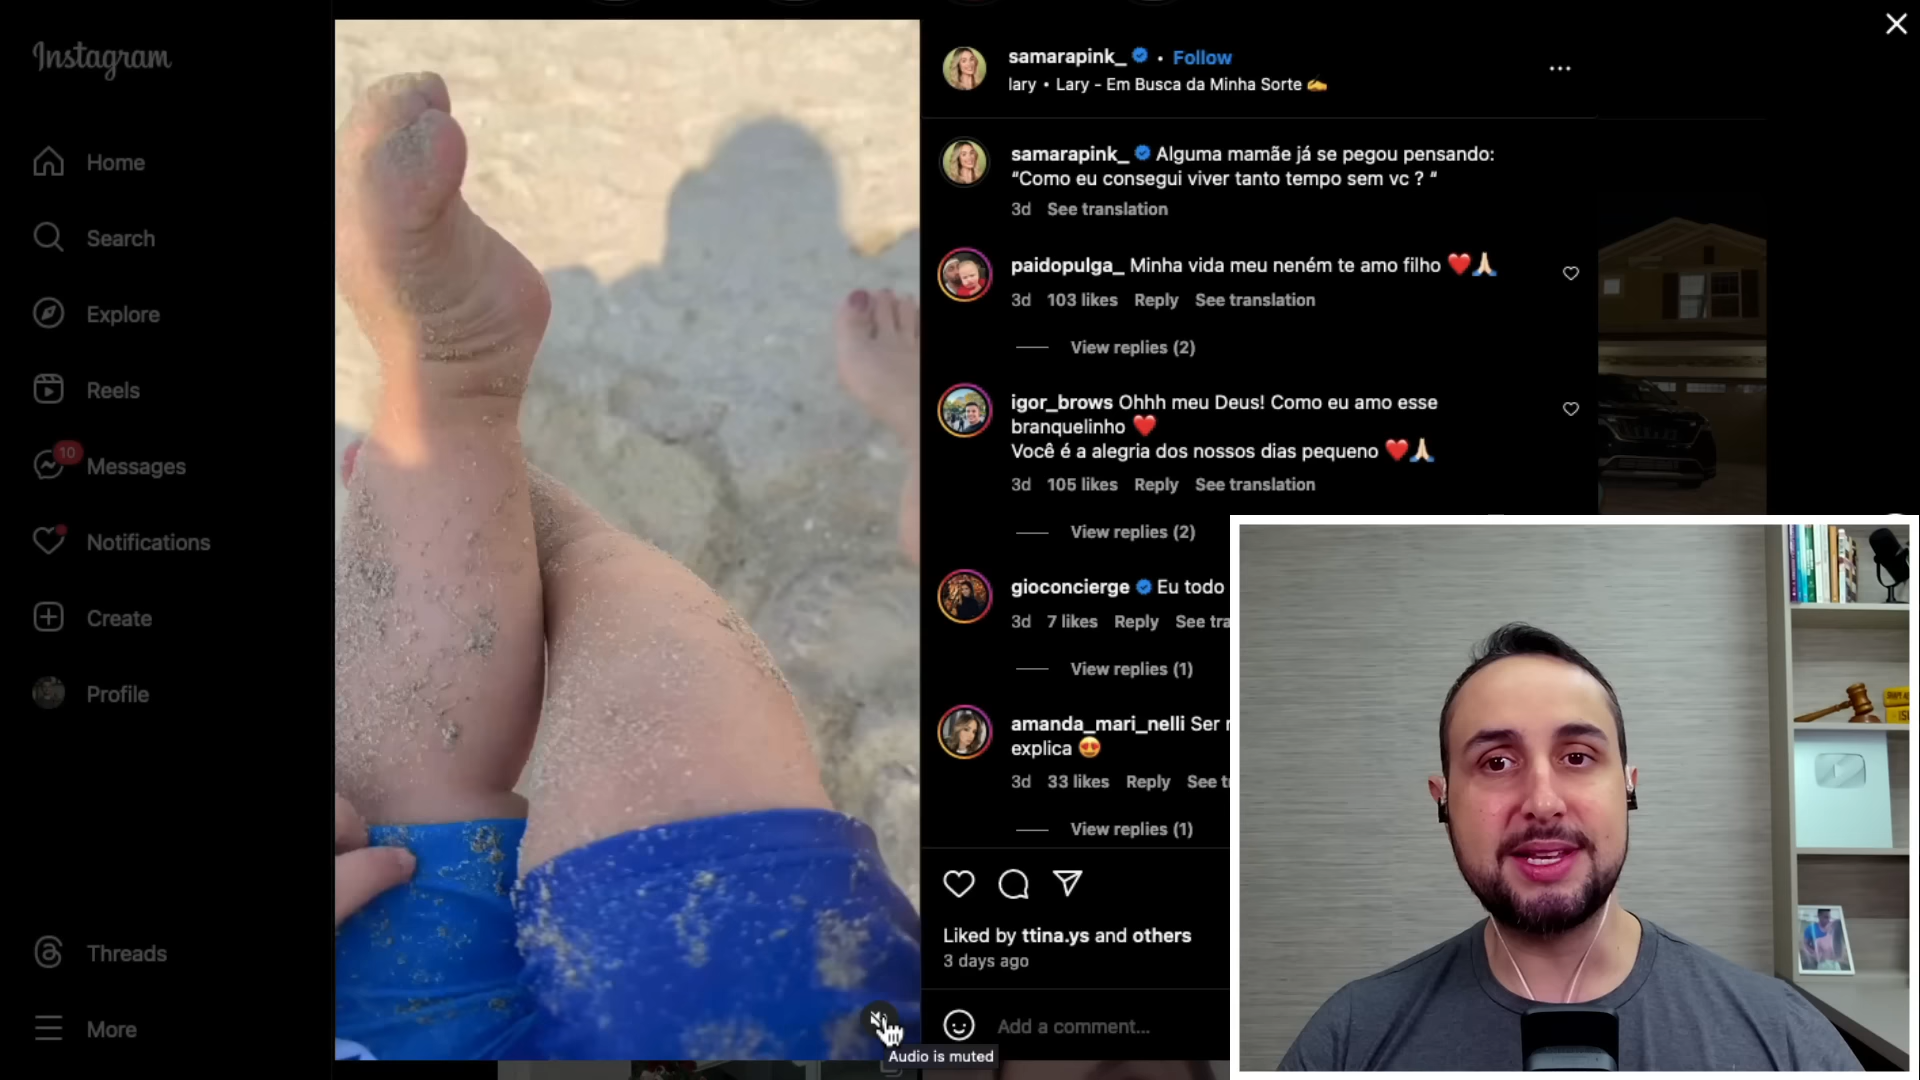 Instagram
Home
Search
Explore
Reels
10
Messages
Notifications
Create
Profile
Threads
More
samarapink_ • Follow
lary • Lary - Em Busca da Minha Sorte ✍️
samarapink_ Alguma mamãe já se pegou pensando:
“Como eu consegui viver tanto tempo sem vc ? “
3d See translation
paidopulga_ Minha vida meu neném te amo filho ❤️🙏🏻
3d 103 likes Reply See translation
View replies (2)
igor_brows Ohhh meu Deus! Como eu amo esse
branquelinho ❤️
Você é a alegria dos nossos dias pequeno ❤️🙏🏻
3d 105 likes Reply See translation
View replies (2)
gioconcierge Eu todo
3d 7 likes Reply See tra
View replies (1)
amanda_mari_nelli Ser
explica 😍
3d 33 likes Reply See t
View replies (1)
Liked by ttina.ys and others
3 days ago
Add a comment...
Audio is muted